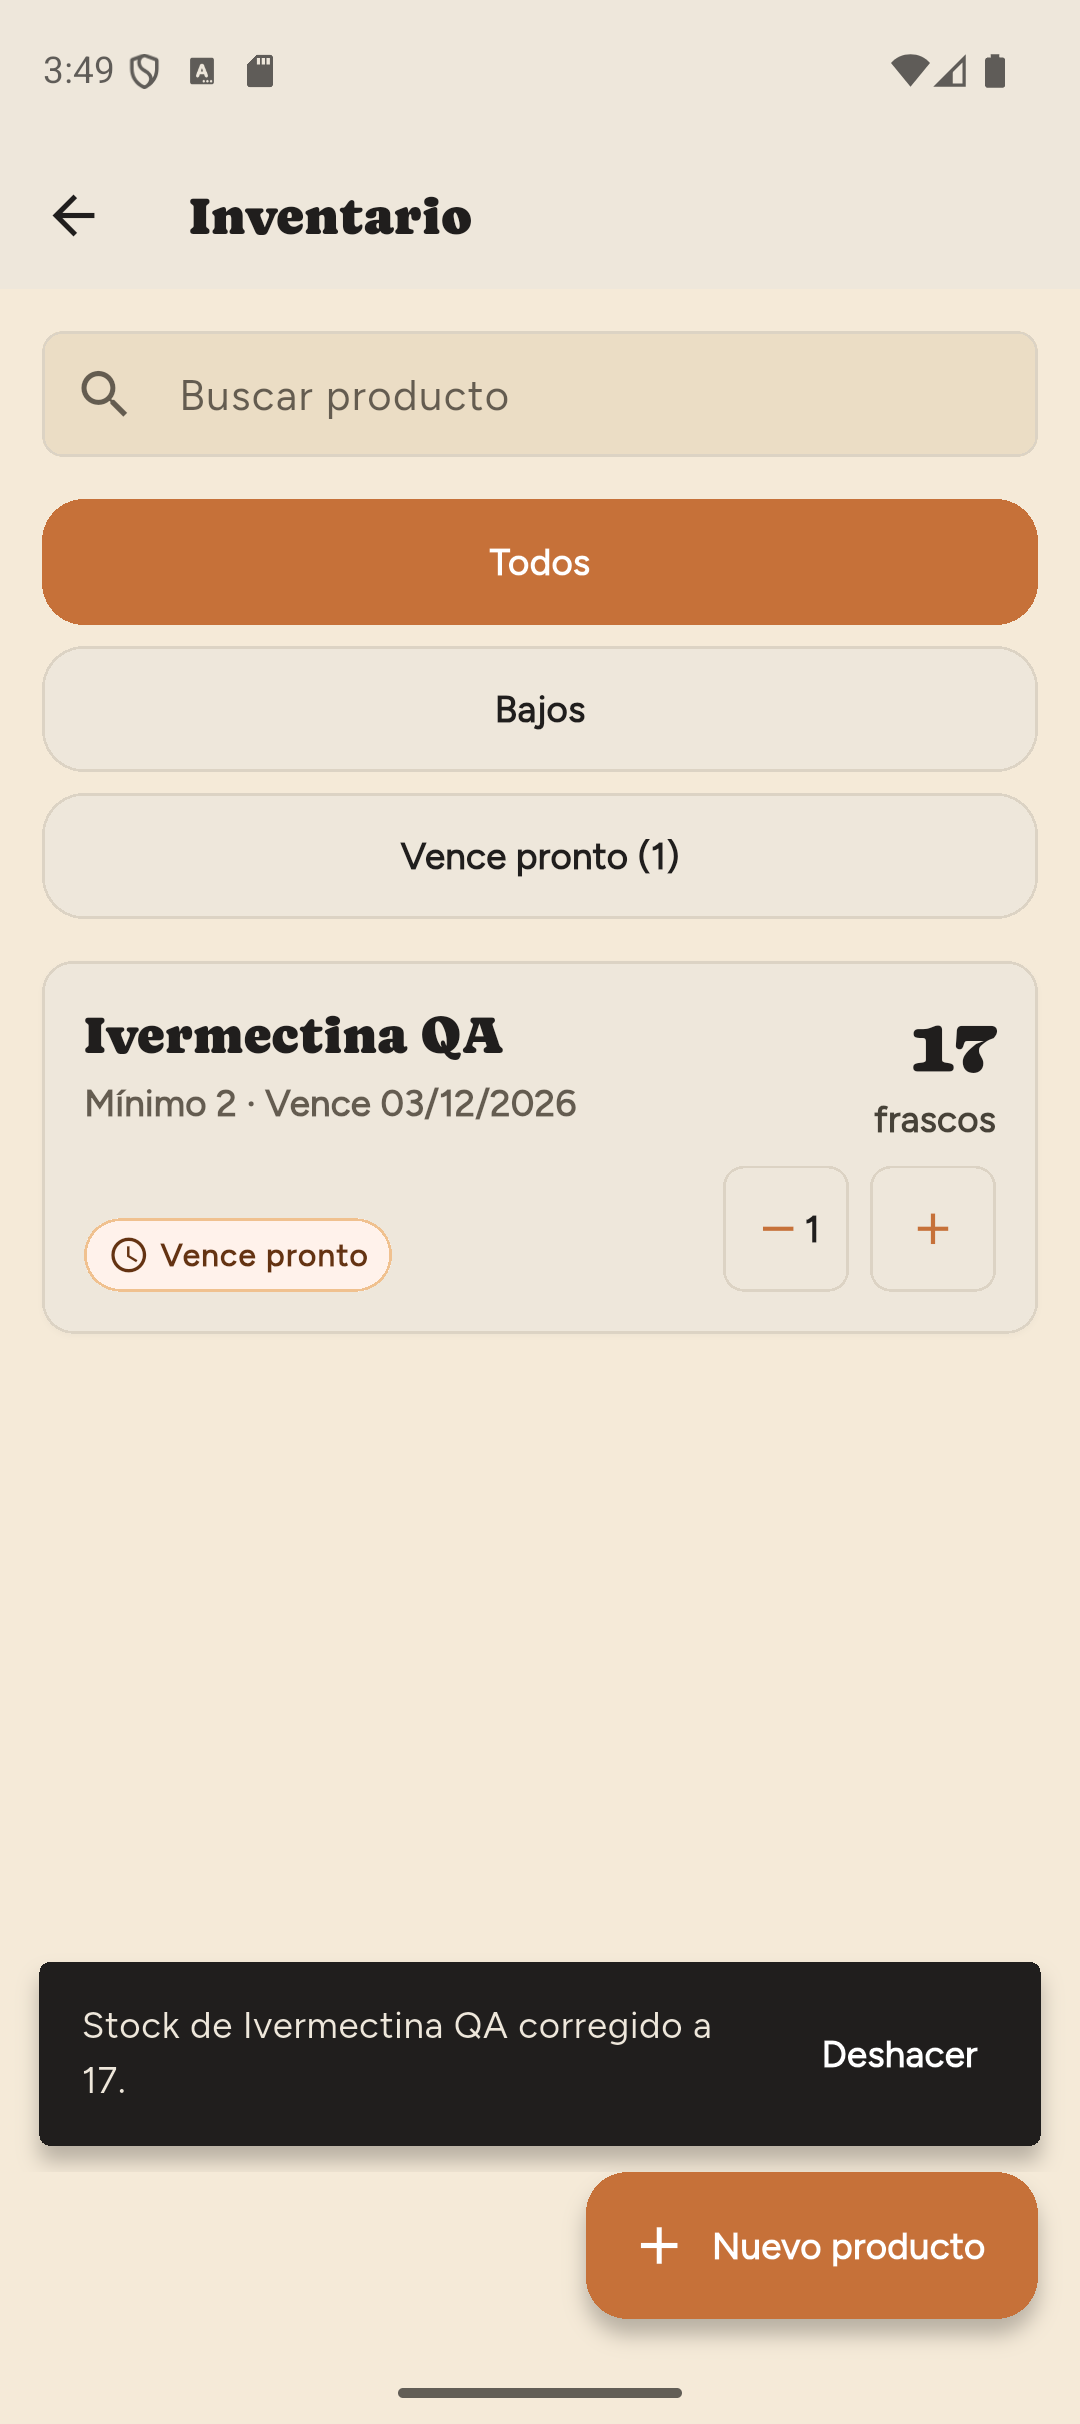 3:49
Inventario
Buscar producto
Todos
Bajos
Vence pronto (1)
Ivermectina QA
17
Mínimo 2 · Vence 03/12/2026
frascos
Vence pronto
− 1
+
Stock de Ivermectina QA corregido a
17.
Deshacer
+ Nuevo producto